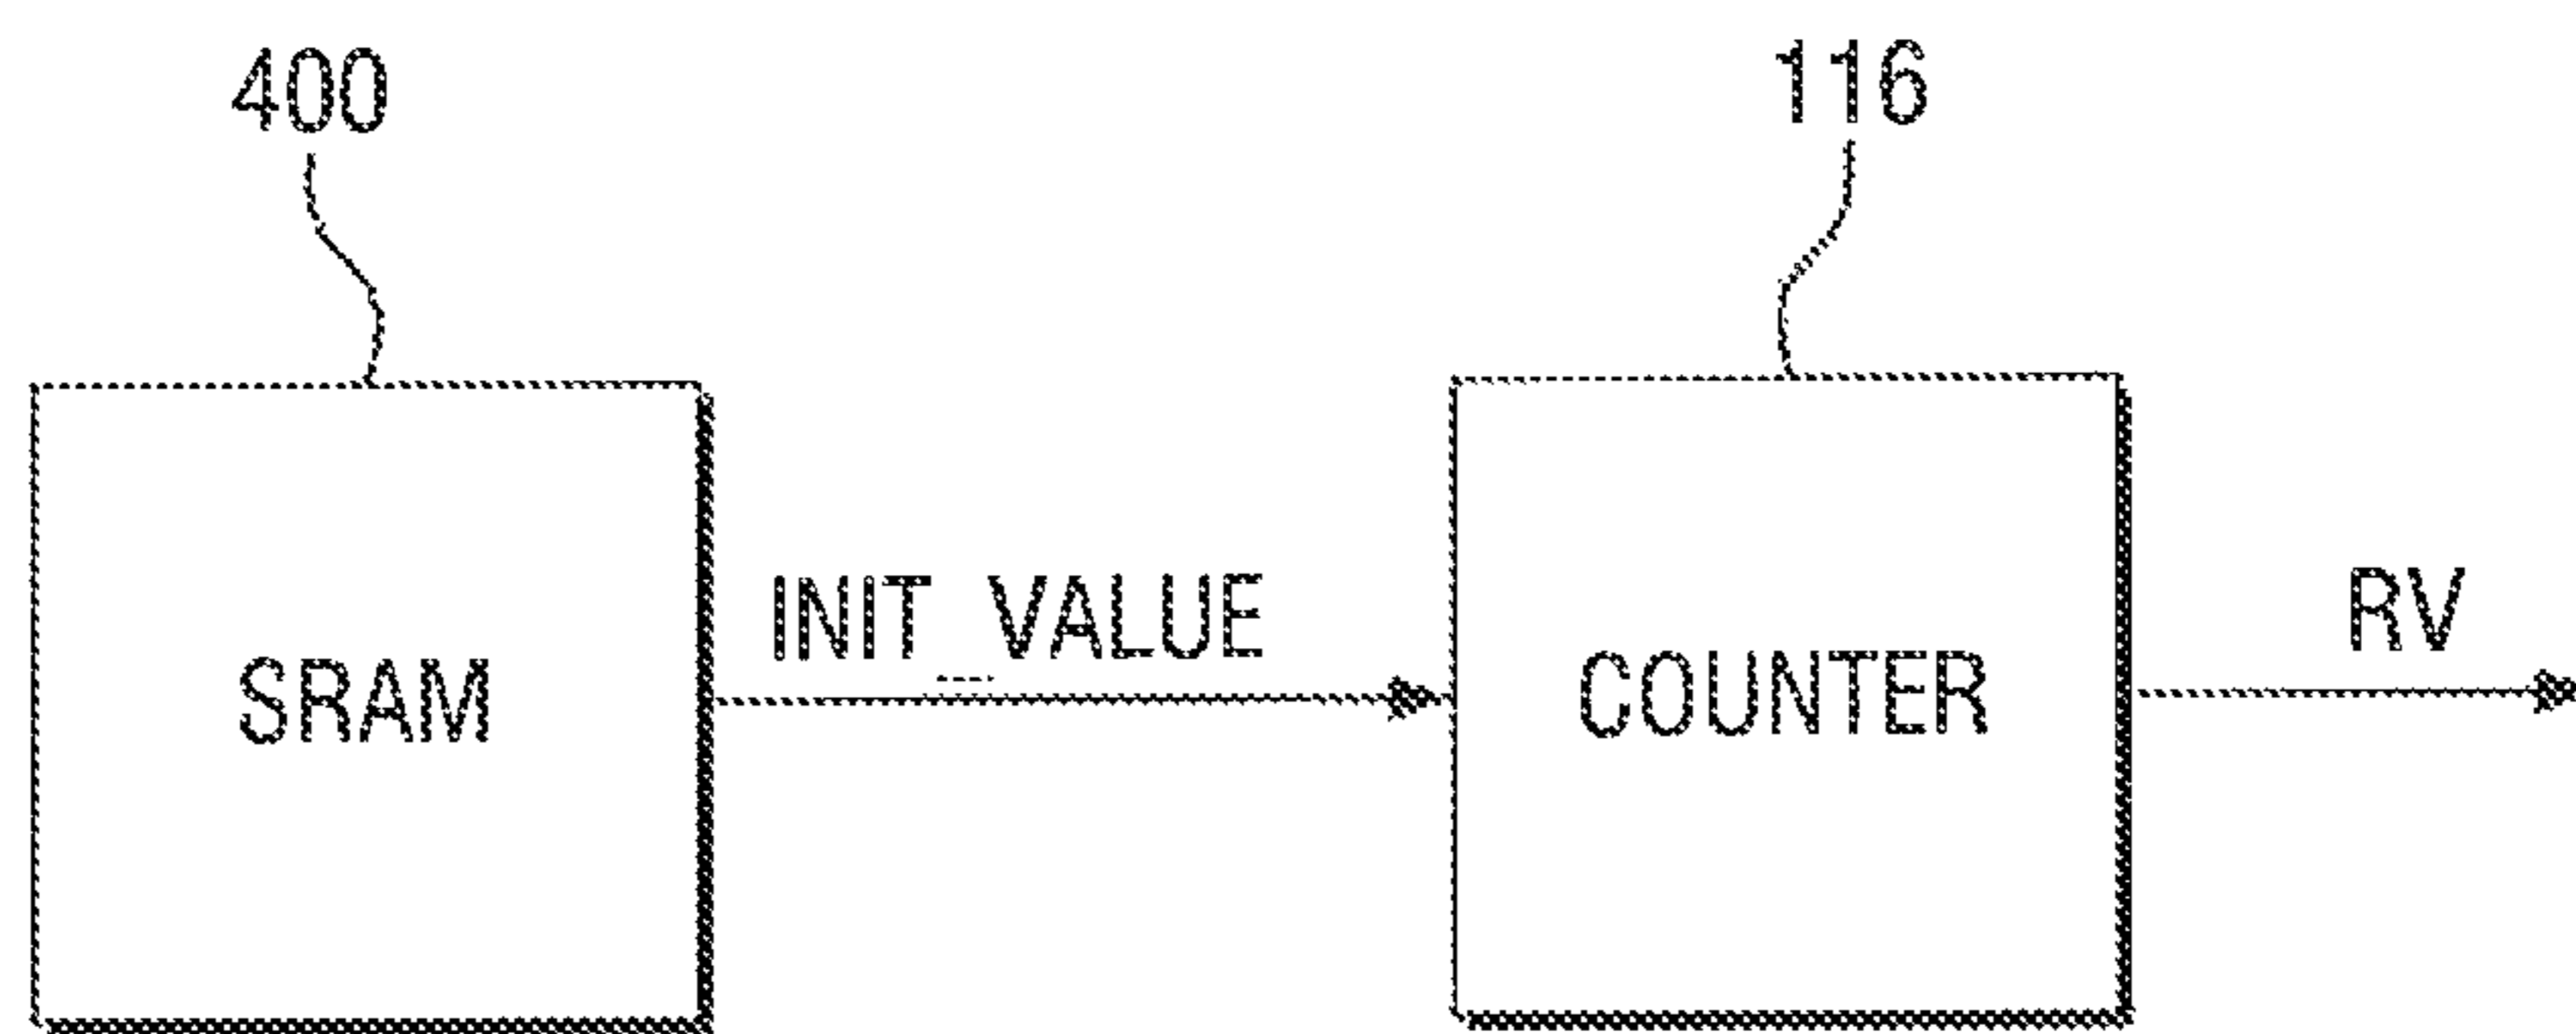 400
116
INIT_VALUE
RV
SRAM
COUNTER